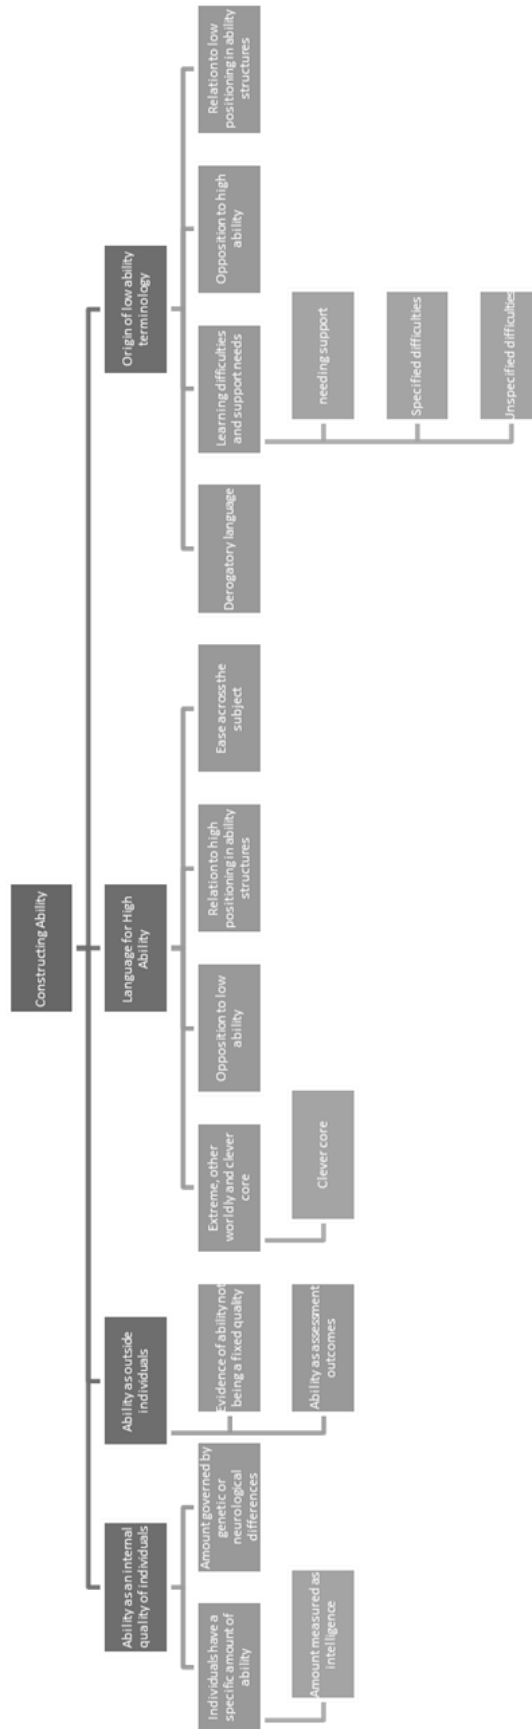 Constructing Ability
Ability as an internal
quality of individuals
Ability as outside
individuals
Language for High
Ability
Origin of low ability
terminology
Individuals have a
specific amount of
ability
Amount governed by
genetic or
neurological
differences
Evidence of ability not
being a fixed quality
Extreme, other
worldly and clever
core
Opposition to low
ability
Relation to high
positioning in ability
structures
Ease across the
subject
Derogatory language
Learning difficulties
and support needs
Opposition to high
ability
Relation to low
positioning in ability
structures
Amount measured as
intelligence
Ability as assessment
outcomes
Clever core
needing support
Specified difficulties
Unspecified difficulties